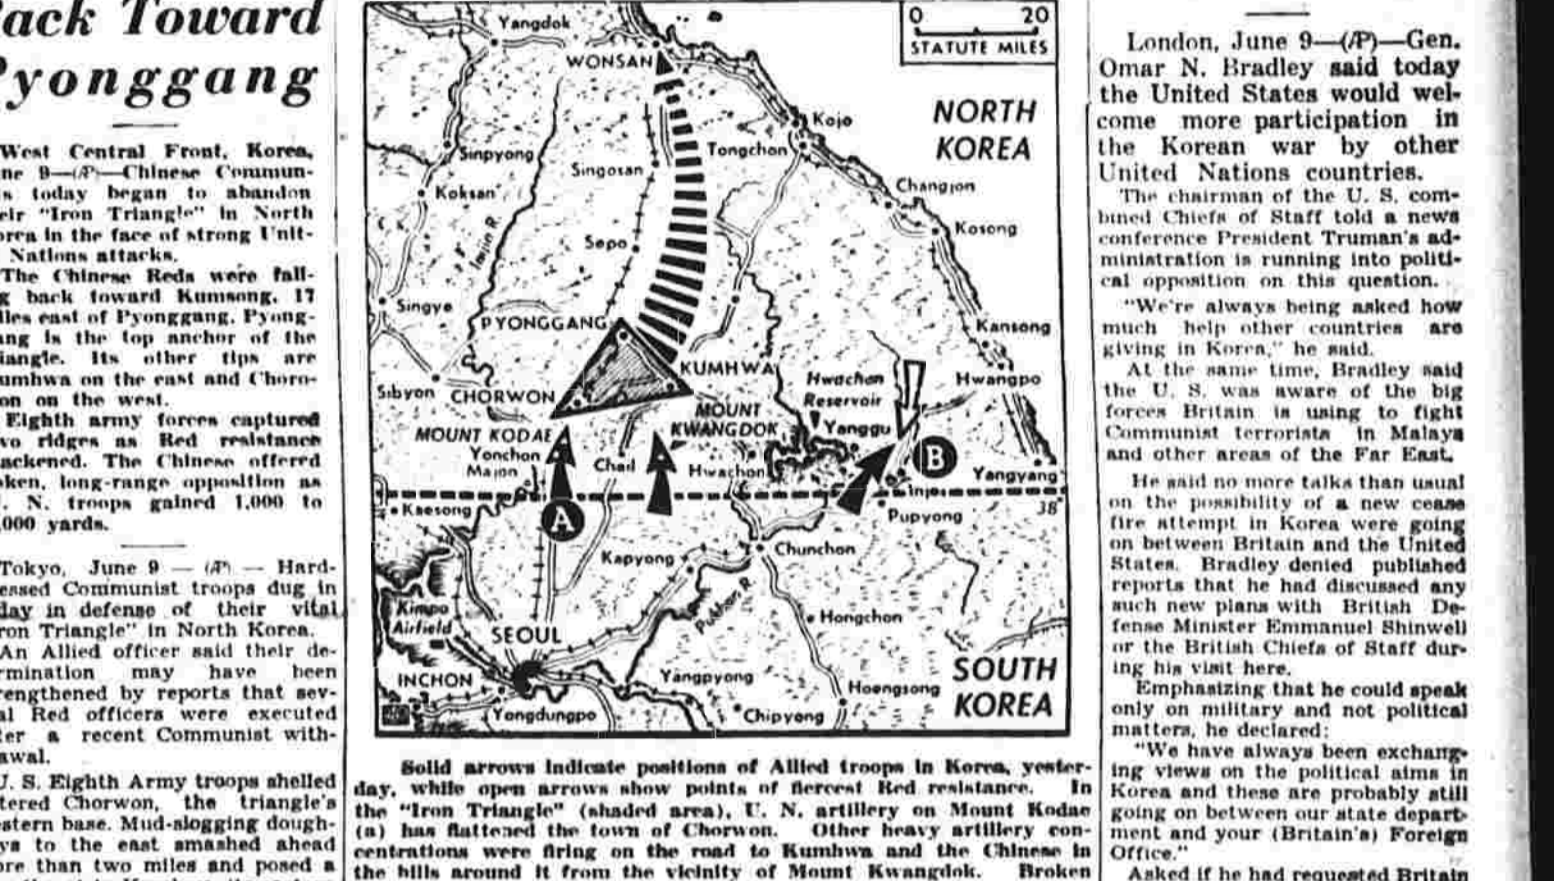 ack Toward
Pyonggang
West Central Front, Korea,
ne 9—(AP)—Chinese Commun-
s today began to abandon
eir "Iron Triangle" in North
orea in the face of strong Unit-
Nations attacks.
The Chinese Reds were fall-
g back toward Kumsong, 17
iles east of Pyonggang. Pyong-
ang is the top anchor of the
iangle. Its other tips are
umhwa on the east and Choro-
on on the west.
Eighth army forces captured
wo ridges as Red resistance
ackened. The Chinese offered
oken, long-range opposition as
. N. troops gained 1,000 to
,000 yards.
Tokyo, June 9 — (AP) — Hard-
essed Communist troops dug in
day in defense of their vital
ron Triangle" in North Korea.
An Allied officer said their de-
rmination may have been
rengthened by reports that sev-
al Red officers were executed
ter a recent Communist with-
awal.
U. S. Eighth Army troops shelled
tered Chorwon, the triangle's
estern base. Mud-slogging dough-
ys to the east smashed ahead
ore than two miles and posed a
0 20
STATUTE MILES
Yangdok
WONSAN
NORTH
KOREA
Kojo
Sinpyong
Tongchon
Singosan
Koksan
Changjon
Imjin R.
Sepo
Kosong
Singye
PYONGGANG
Kansong
KUMHWA
Sibyon
CHORWON
Hwachon
Reservoir
Hwangpo
MOUNT
KWANGDOK
MOUNT KODAE
Yanggu
Yonchon
Majon
Chail
Hwachon
B
Yangyang
Inje
38°
Kaesong
A
Pupyong
Kapyong
Chunchon
Pukhan R.
Kimpo
Airfield
Hongchon
SEOUL
INCHON
Yangpyong
SOUTH
KOREA
Hoengsong
Yongdungpo
Chipyong
Solid arrows indicate positions of Allied troops in Korea, yester-
day, while open arrows show points of fiercest Red resistance. In
the "Iron Triangle" (shaded area), U. N. artillery on Mount Kodae
(a) has flattened the town of Chorwon. Other heavy artillery con-
centrations were firing on the road to Kumhwa and the Chinese in
the hills around it from the vicinity of Mount Kwangdok. Broken
London, June 9—(AP)—Gen.
Omar N. Bradley said today
the United States would wel-
come more participation in
the Korean war by other
United Nations countries.
The chairman of the U. S. com-
bined Chiefs of Staff told a news
conference President Truman's ad-
ministration is running into politi-
cal opposition on this question.
"We're always being asked how
much help other countries are
giving in Korea," he said.
At the same time, Bradley said
the U. S. was aware of the big
forces Britain is using to fight
Communist terrorists in Malaya
and other areas of the Far East.
He said no more talks than usual
on the possibility of a new cease
fire attempt in Korea were going
on between Britain and the United
States. Bradley denied published
reports that he had discussed any
such new plans with British De-
fense Minister Emmanuel Shinwell
or the British Chiefs of Staff dur-
ing his visit here.
Emphasizing that he could speak
only on military and not political
matters, he declared:
"We have always been exchang-
ing views on the political aims in
Korea and these are probably still
going on between our state depart-
ment and your (Britain's) Foreign
Office."
Asked if he had requested Britain